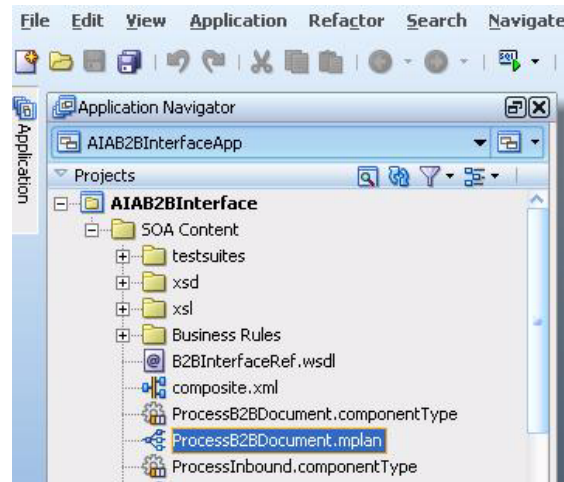 File Edit View Application Refactor Search Navigate
Application Navigator
Application
AIAB2BInterfaceApp
Projects
AIAB2BInterface
SOA Content
testsuites
xsd
xsl
Business Rules
B2BInterfaceRef.wsdl
composite.xml
ProcessB2BDocument.componentType
ProcessB2BDocument.mplan
ProcessInbound.componentType